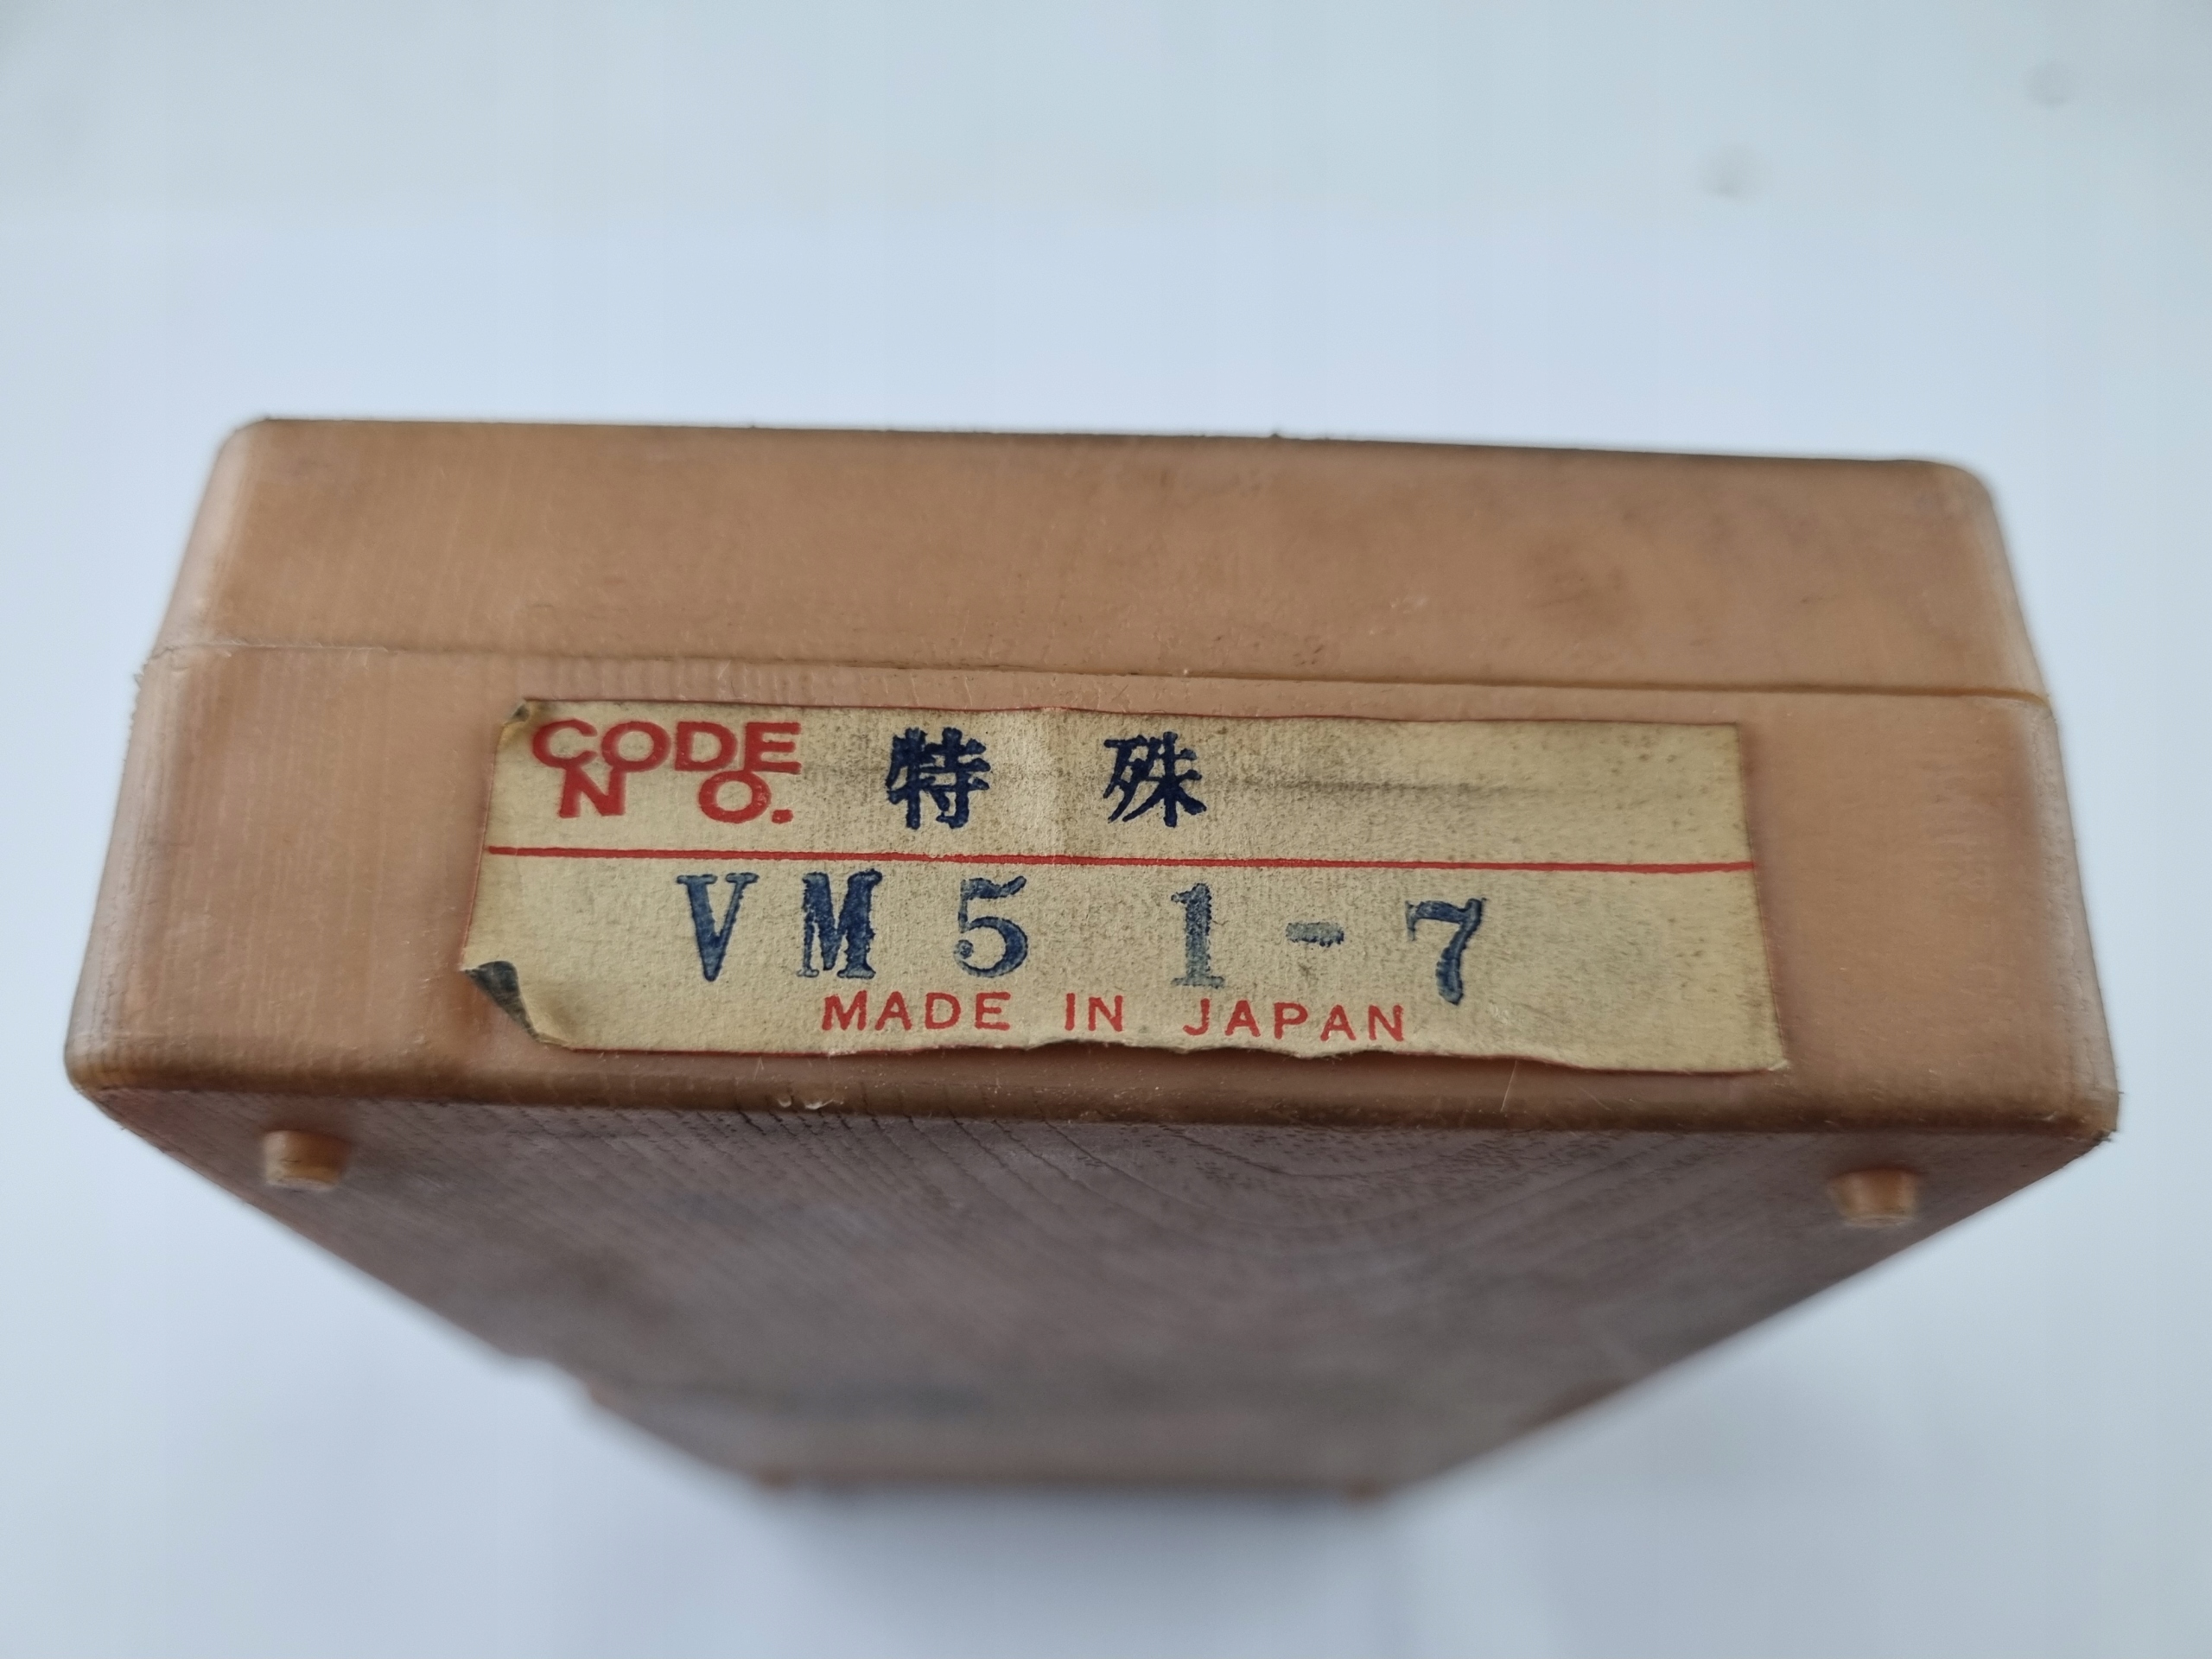 CODE NO. 特殊
VM51-7
MADE IN JAPAN